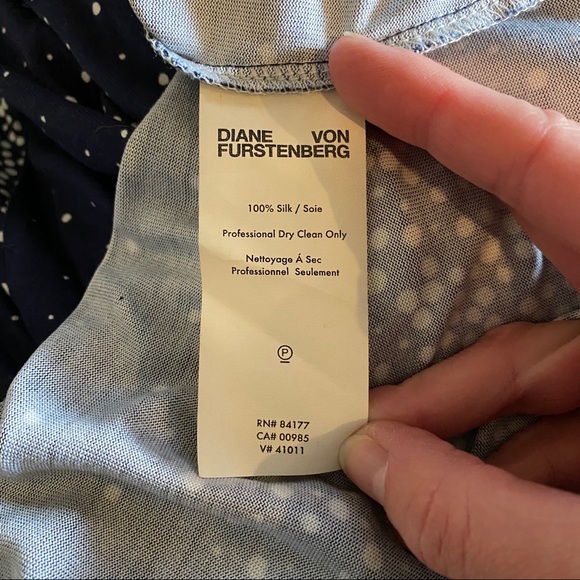 DIANE VON
FURSTENBERG
100% Silk / Soie
Professional Dry Clean Only
Nettoyage Á Sec
Professionnel Seulement
P
RN# 84177
CA# 00985
V# 41011